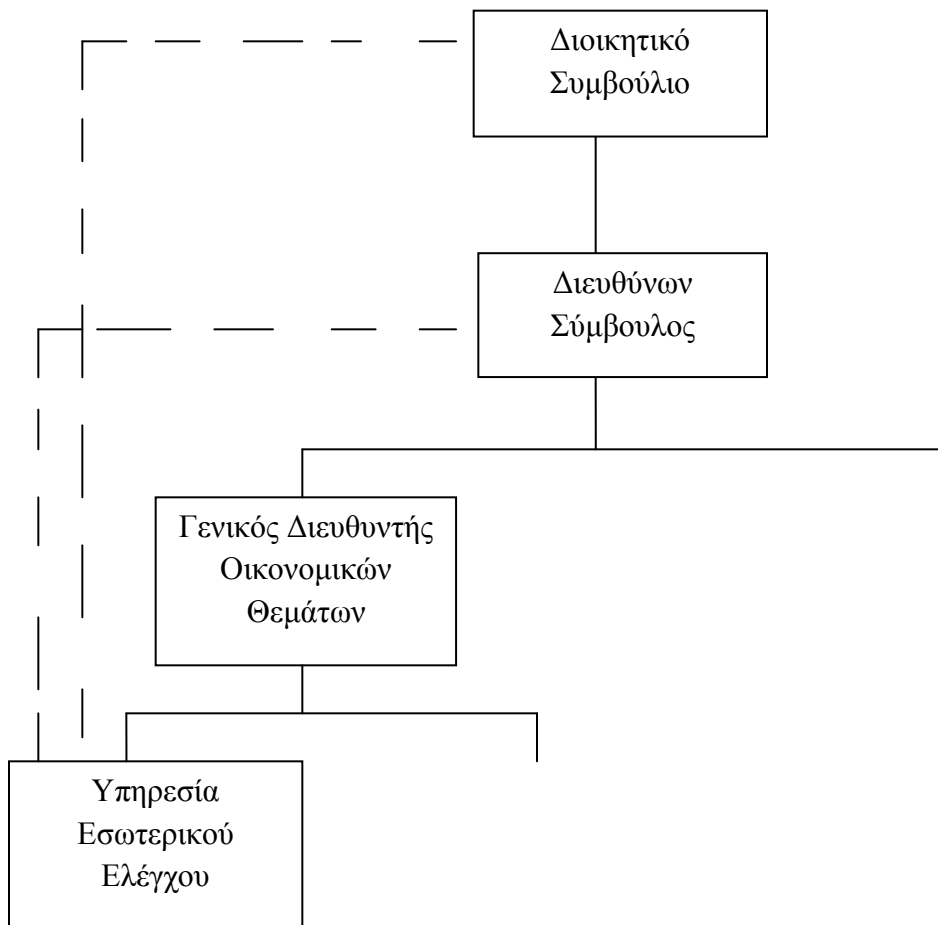 Διοικητικό
Συμβούλιο
Διευθύνων
Σύμβουλος
Γενικός Διευθυντής
Οικονομικών
Θεμάτων
Υπηρεσία
Εσωτερικού
Ελέγχου